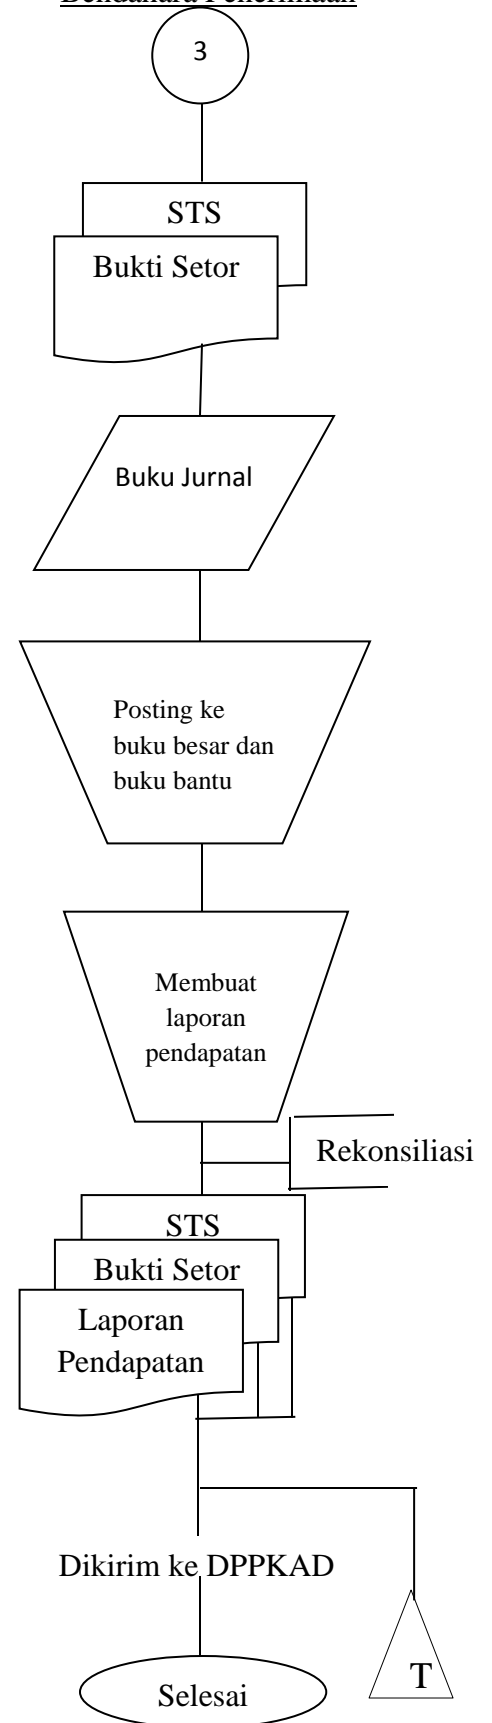 Bendahara Penerimaan
3
STS
Bukti Setor
Buku Jurnal
Posting ke
buku besar dan
buku bantu
Membuat
laporan
pendapatan
Rekonsiliasi
STS
Bukti Setor
Laporan
Pendapatan
Dikirim ke DPPKAD
T
Selesai